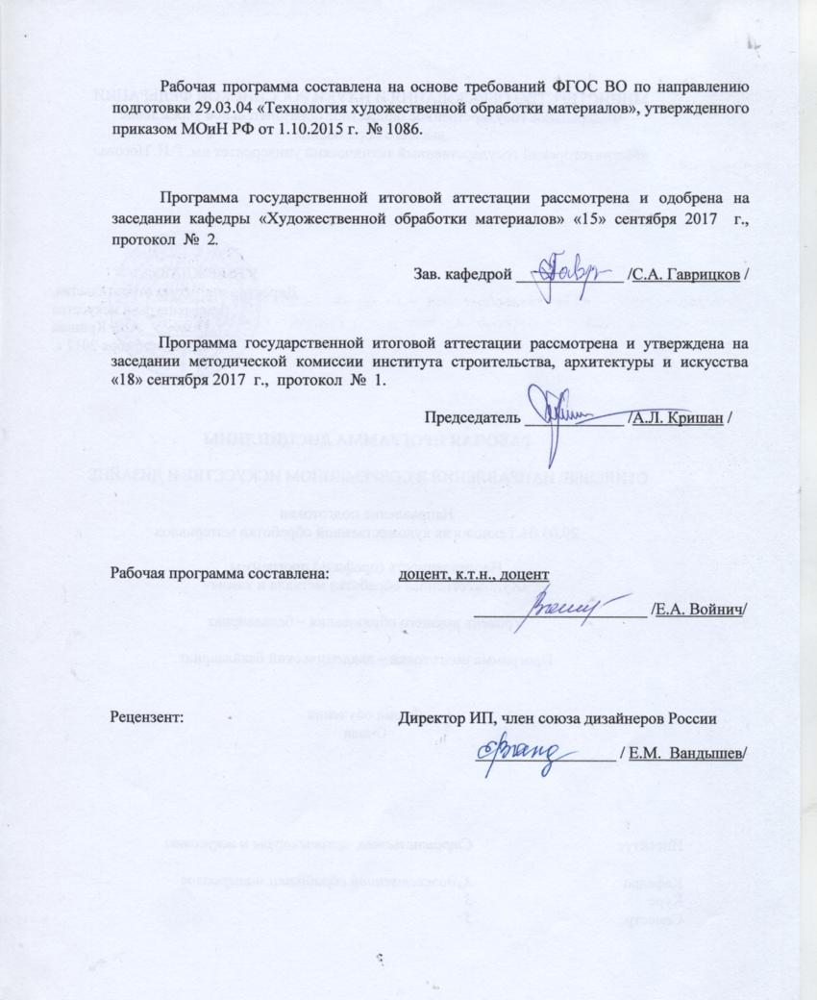 Рабочая программа составлена на основе требований ФГОС ВО по направлению
подготовки 29.03.04 «Технология художественной обработки материалов», утвержденного
приказом МОиН РФ от 1.10.2015 г. № 1086.
Программа государственной итоговой аттестации рассмотрена и одобрена на
заседании кафедры «Художественной обработки материалов» «15» сентября 2017 г.,
протокол № 2.
Зав. кафедрой ____________ /С.А. Гаврицков /
Программа государственной итоговой аттестации рассмотрена и утверждена на
заседании методической комиссии института строительства, архитектуры и искусства
«18» сентября 2017 г., протокол № 1.
Председатель ____________ /А.Л. Кришан /
Рабочая программа составлена: доцент, к.т.н., доцент
____________ /Е.А. Войнич/
Рецензент: Директор ИП, член союза дизайнеров России
____________ / Е.М. Вандышев/